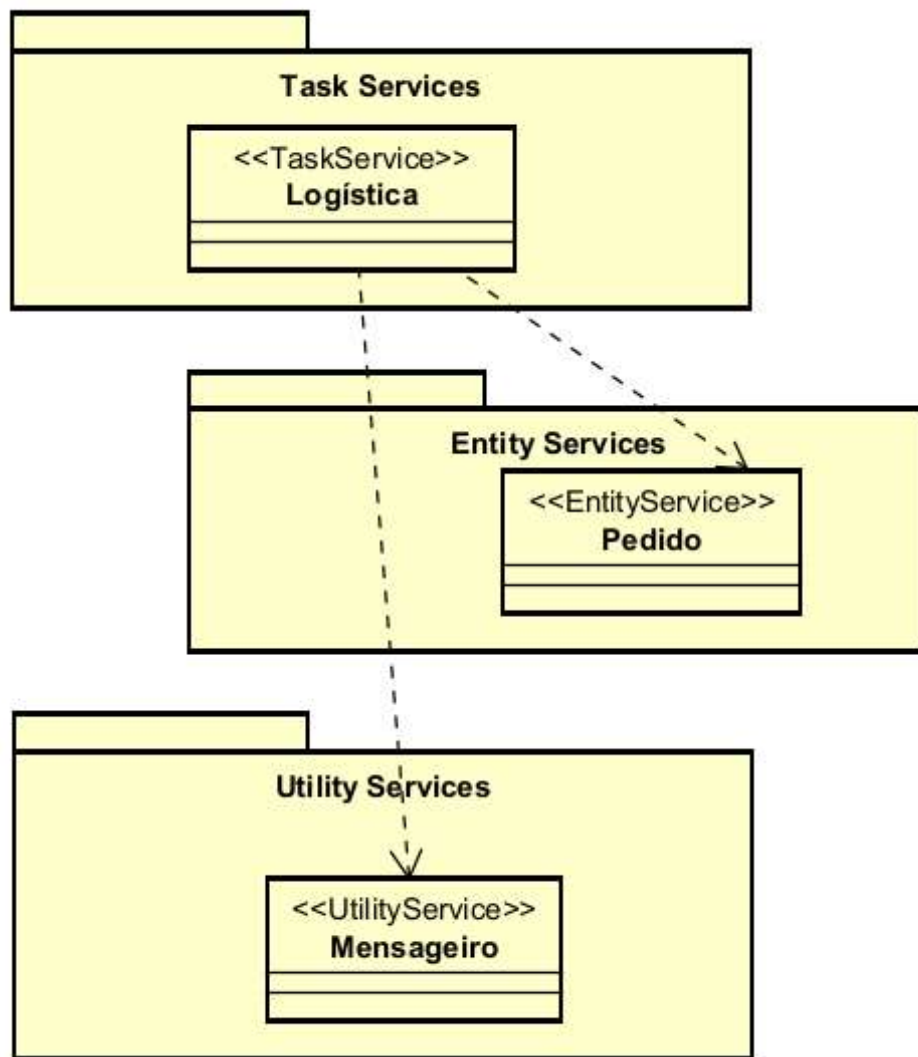 Task Services
<<TaskService>>
Logística
Entity Services
<<EntityService>>
Pedido
Utility Services
<<UtilityService>>
Mensageiro